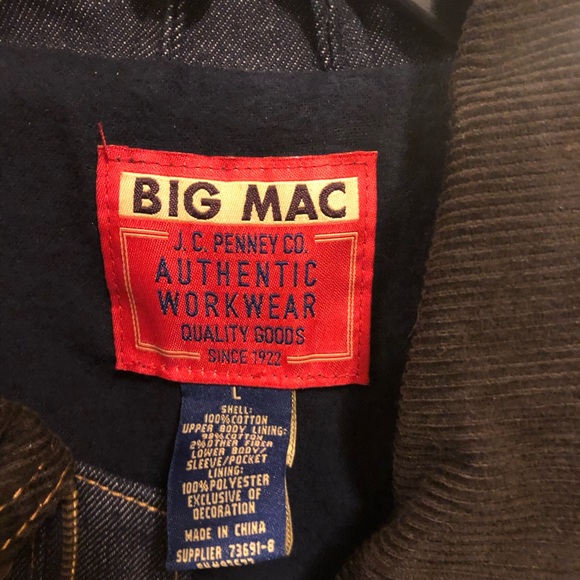 BIG MAC
J. C. PENNEY CO.
AUTHENTIC
WORKWEAR
QUALITY GOODS
SINCE 1922
L
SHELL:
100% COTTON
UPPER BODY LINING:
98% COTTON
2% OTHER FIBER
LOWER BODY/
SLEEVE/POCKET
LINING:
100% POLYESTER
EXCLUSIVE OF
DECORATION
MADE IN CHINA
SUPPLIER 73691-8